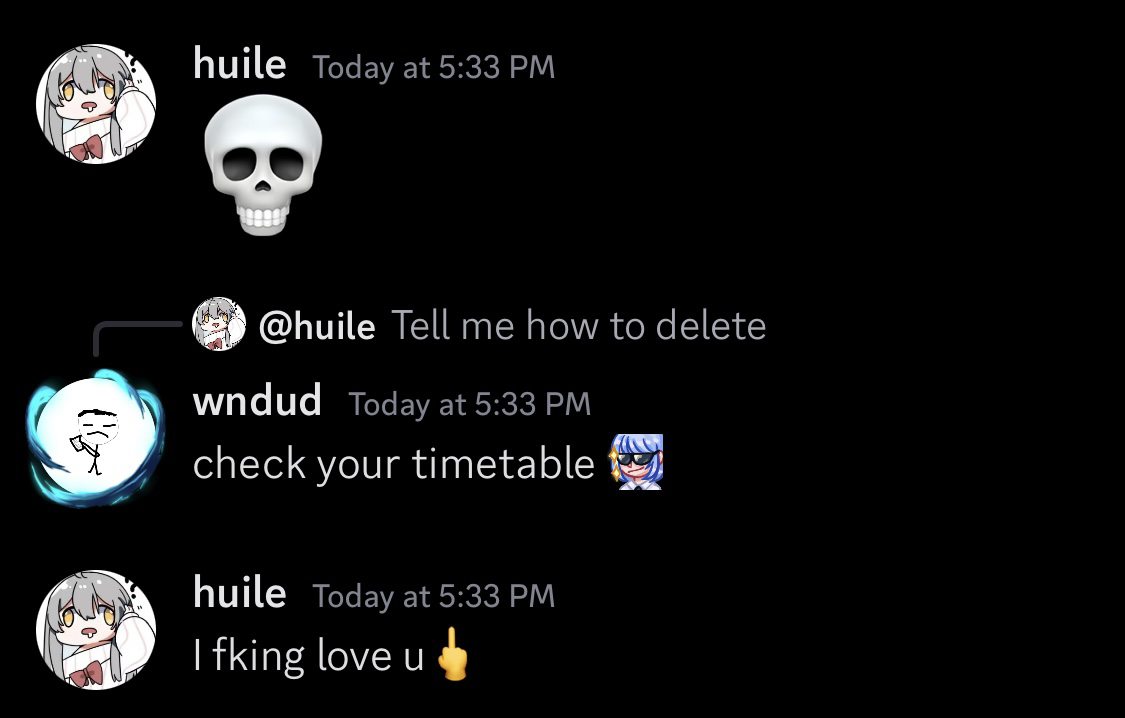 huile Today at 5:33 PM
💀
@huile Tell me how to delete
wndud Today at 5:33 PM
check your timetable
huile Today at 5:33 PM
I fking love u🖕